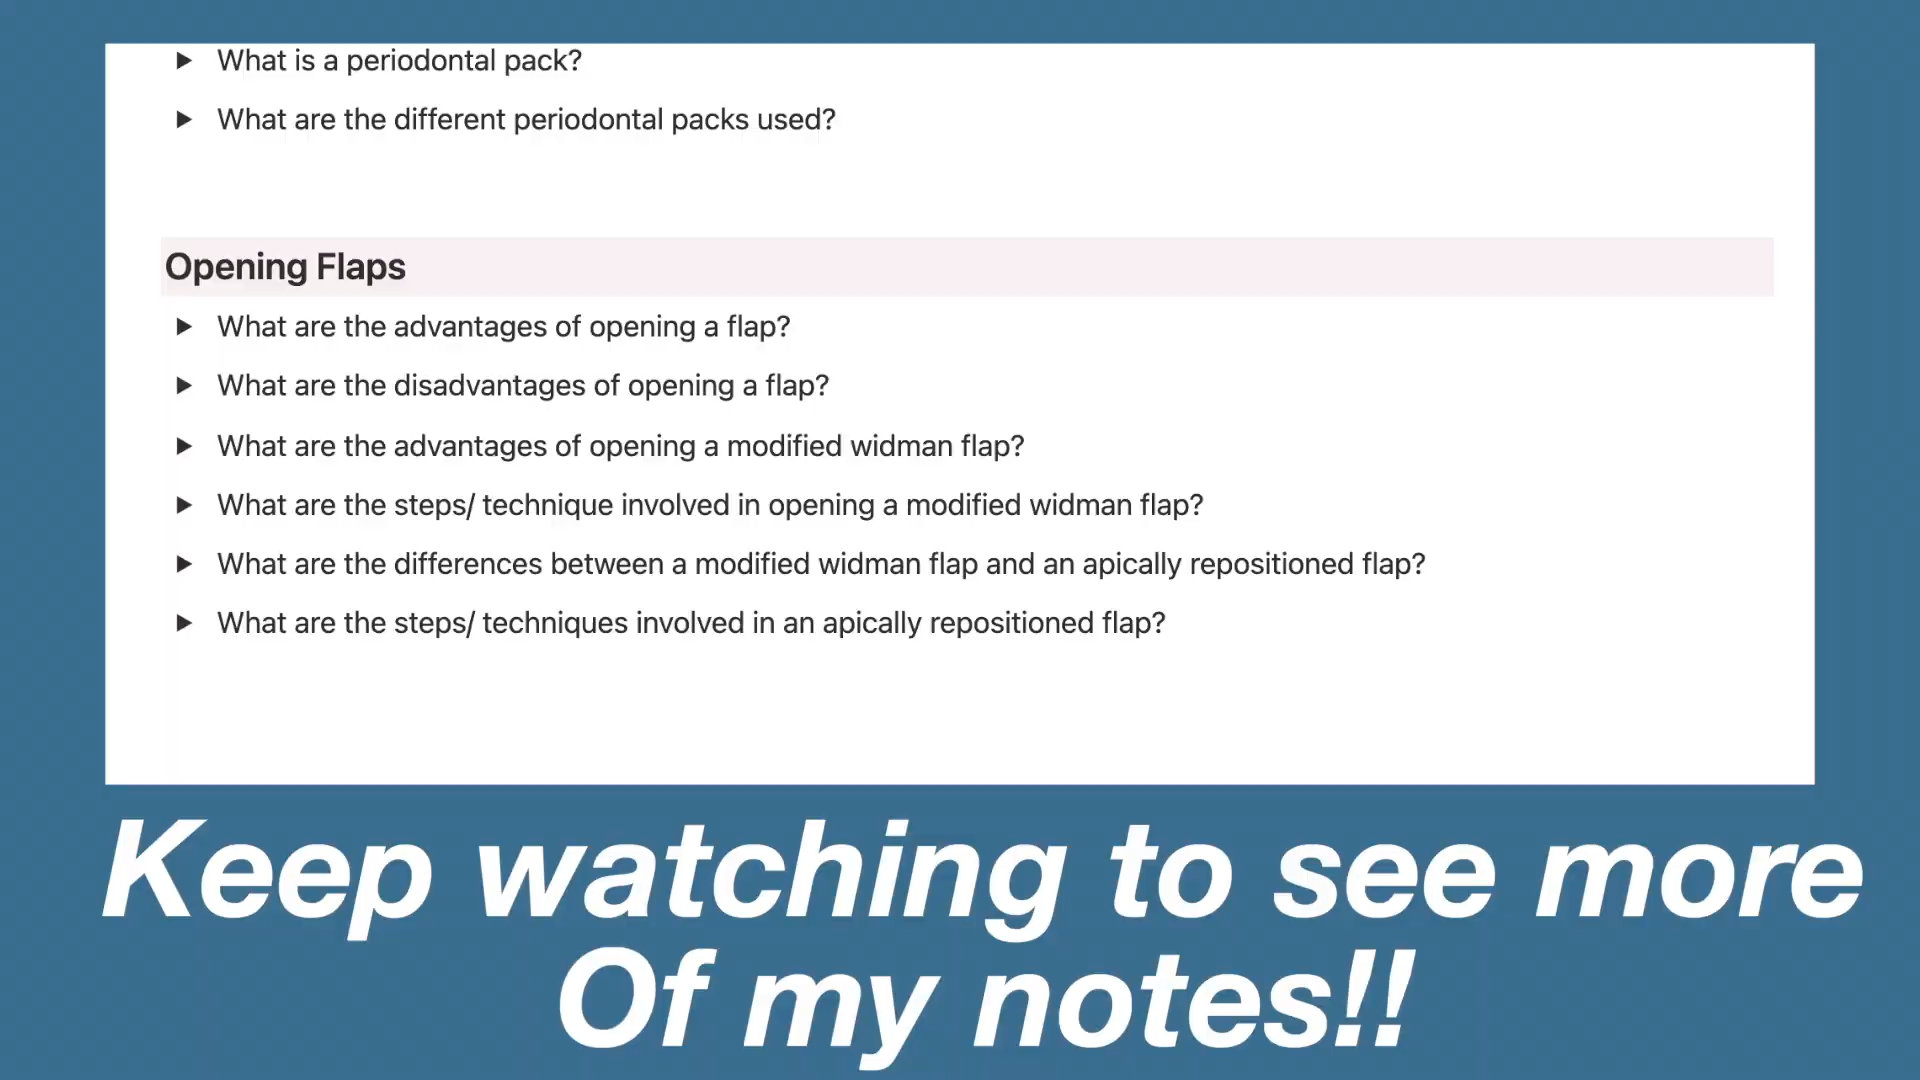 What is a periodontal pack?
What are the different periodontal packs used?
Opening Flaps
What are the advantages of opening a flap?
What are the disadvantages of opening a flap?
What are the advantages of opening a modified widman flap?
What are the steps/ technique involved in opening a modified widman flap?
What are the differences between a modified widman flap and an apically repositioned flap?
What are the steps/ techniques involved in an apically repositioned flap?
Keep watching to see more
Of my notes!!